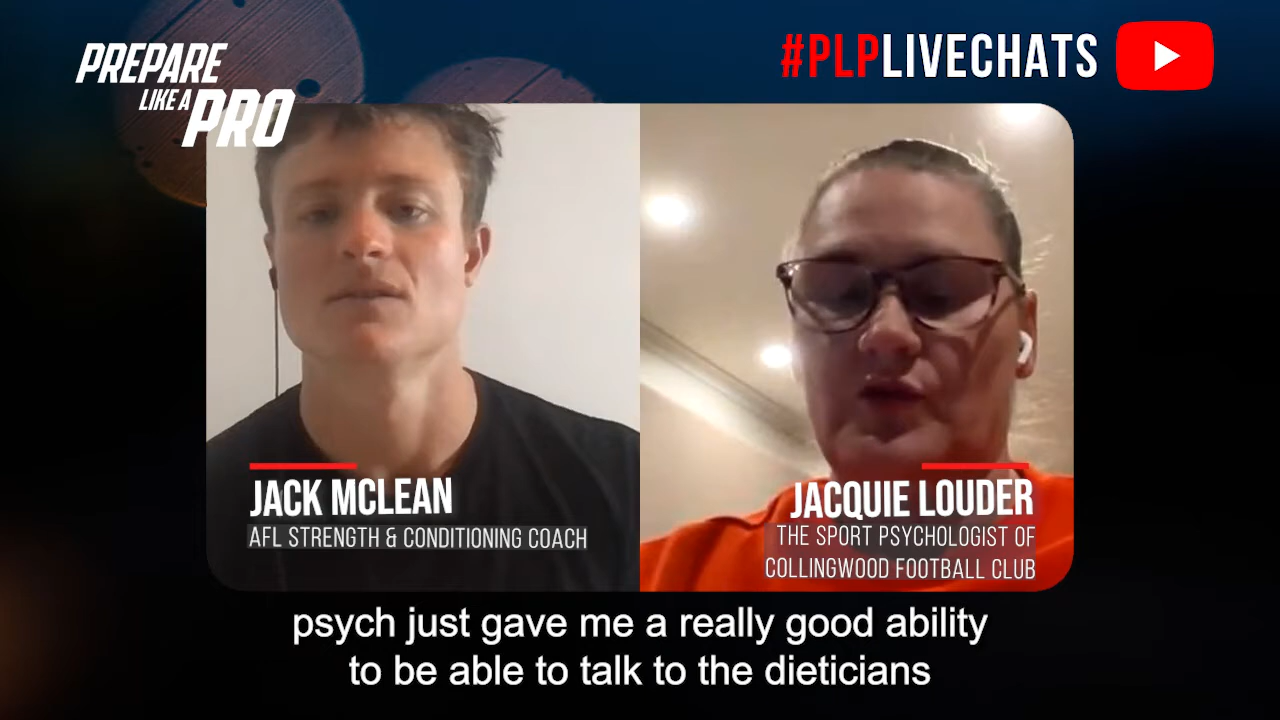 PREPARE
LIKE A
PRO
#PLPLIVECHATS
JACK MCLEAN
AFL STRENGTH & CONDITIONING COACH
JACQUIE LOUDER
THE SPORT PSYCHOLOGIST OF
COLLINGWOOD FOOTBALL CLUB
psych just gave me a really good ability
to be able to talk to the dieticians